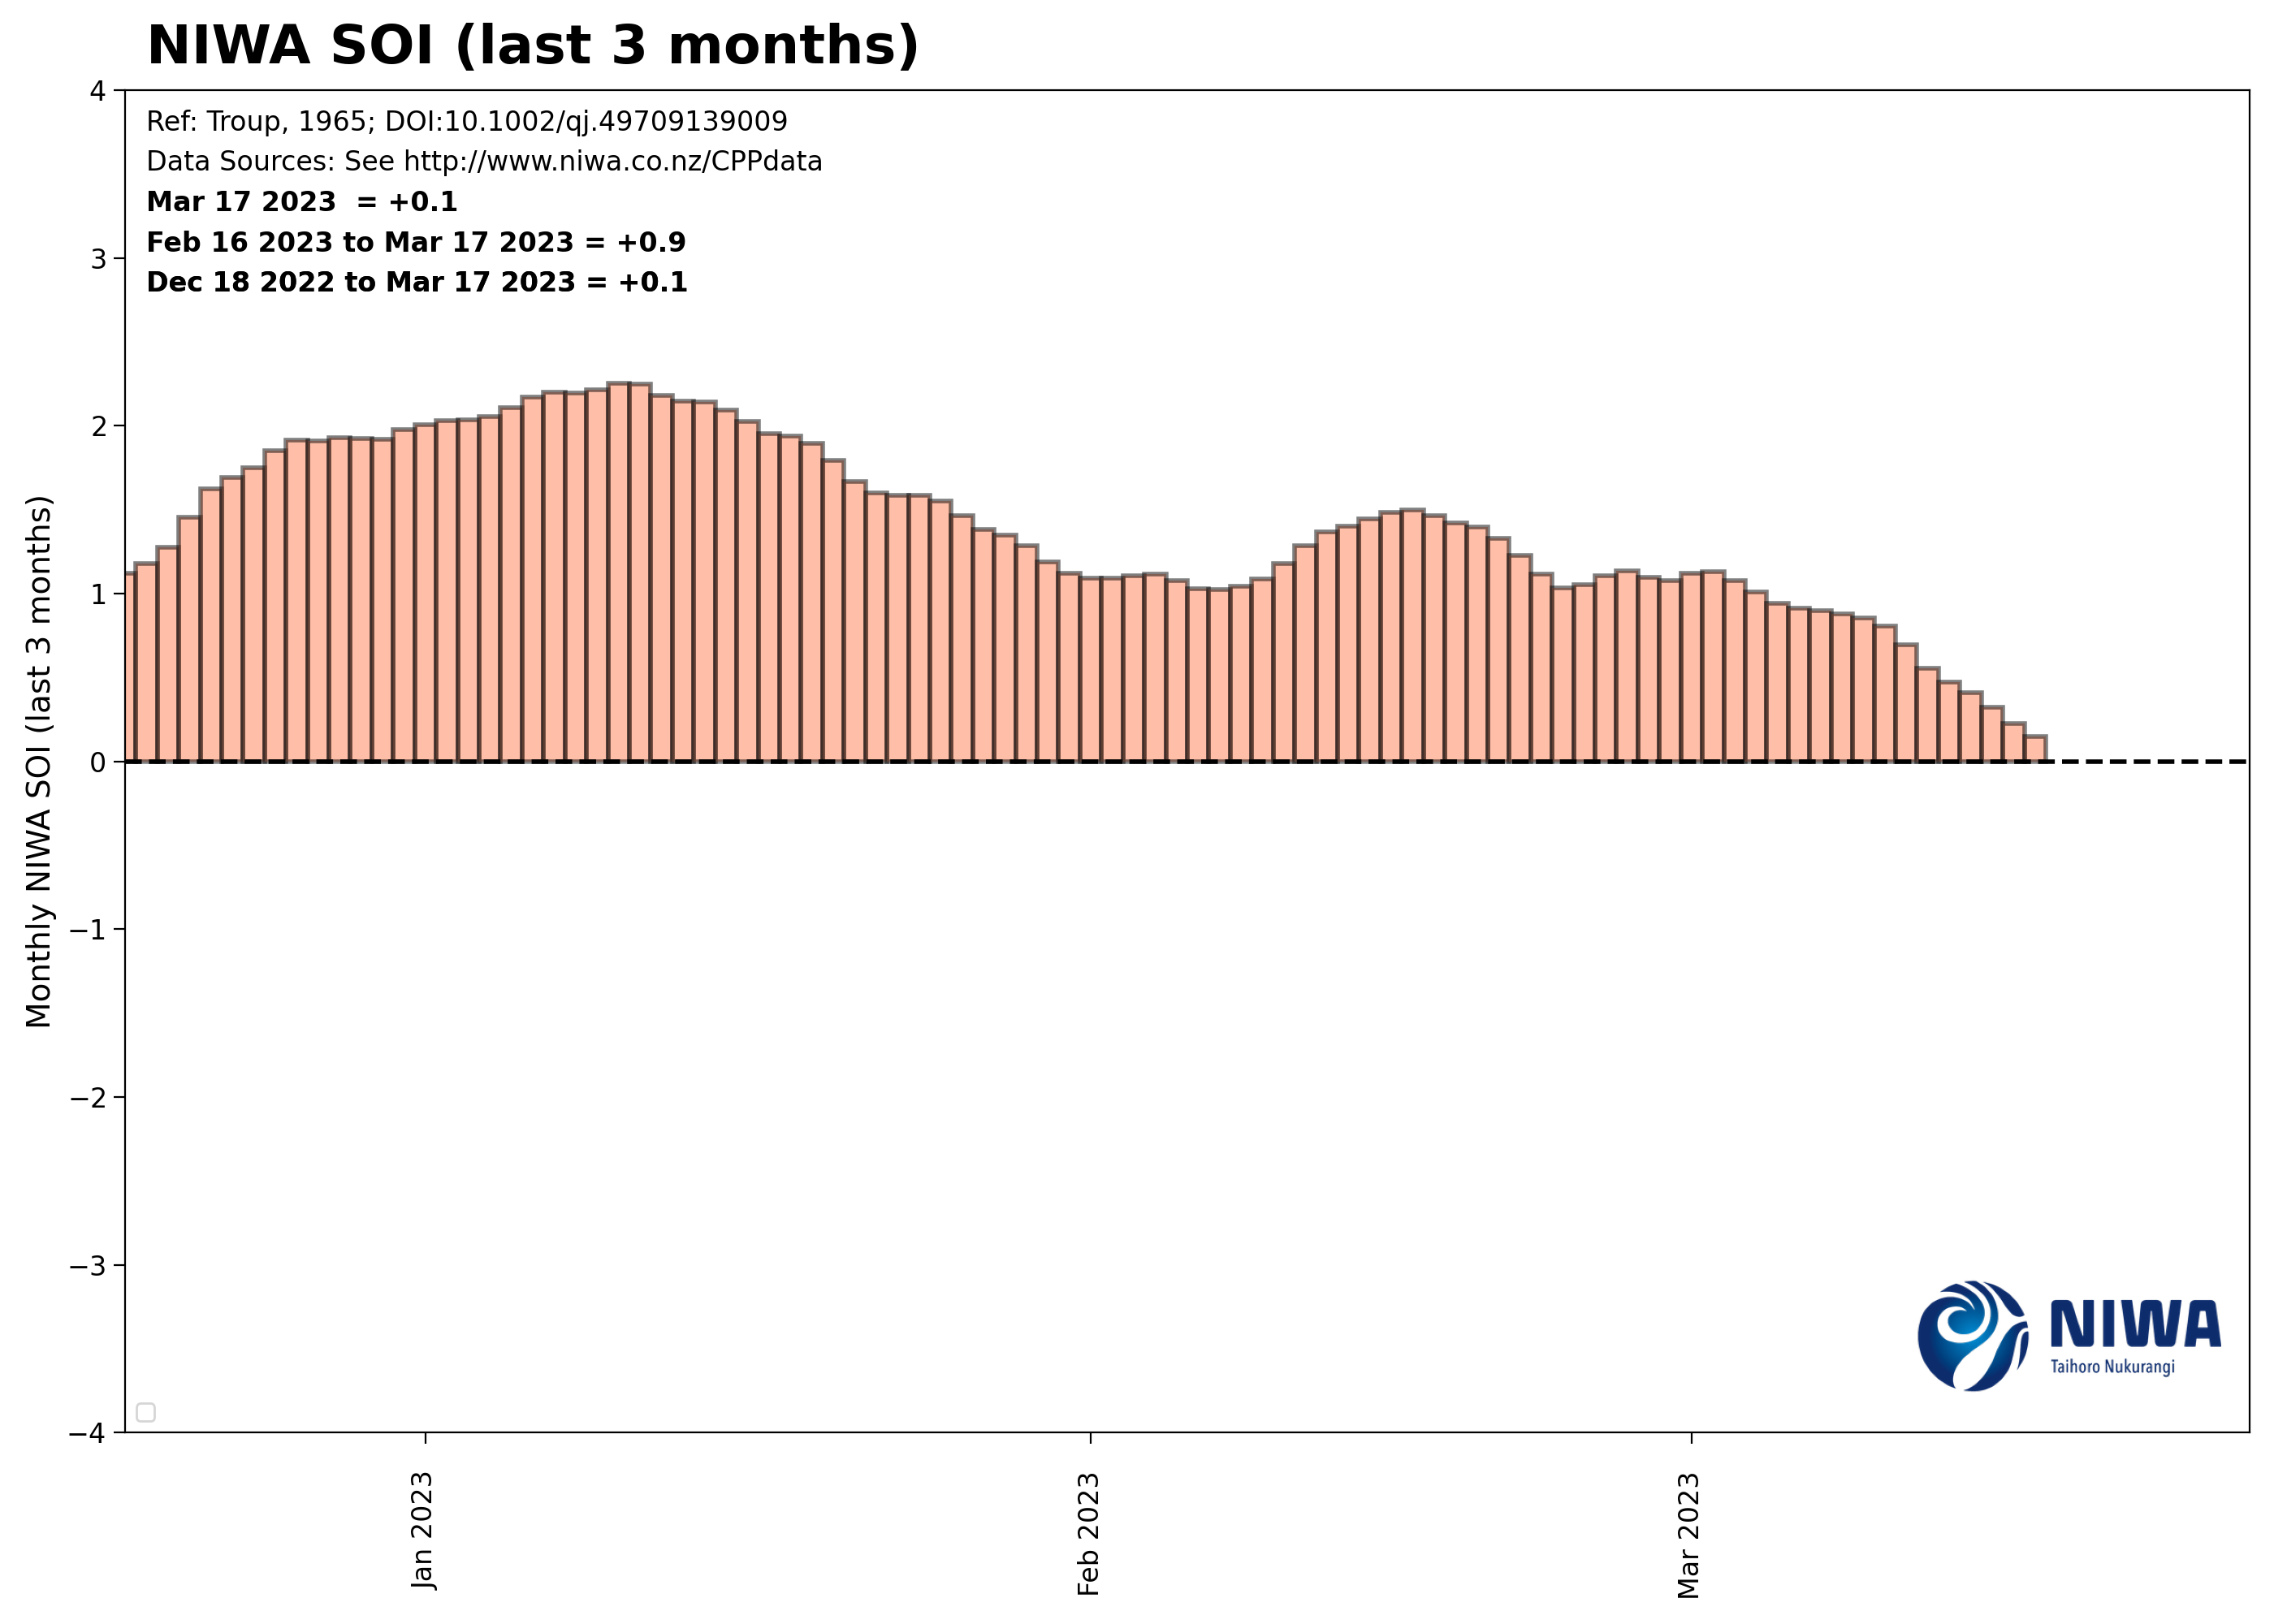 NIWA SOI (last 3 months)
Ref: Troup, 1965; DOI:10.1002/qj.49709139009
Data Sources: See http://www.niwa.co.nz/CPPdata
Mar 17 2023  = +0.1
Feb 16 2023 to Mar 17 2023 = +0.9
Dec 18 2022 to Mar 17 2023 = +0.1
Monthly NIWA SOI (last 3 months)
4
3
2
1
0
−1
−2
−3
−4
Jan 2023
Feb 2023
Mar 2023
NIWA
Taihoro Nukurangi